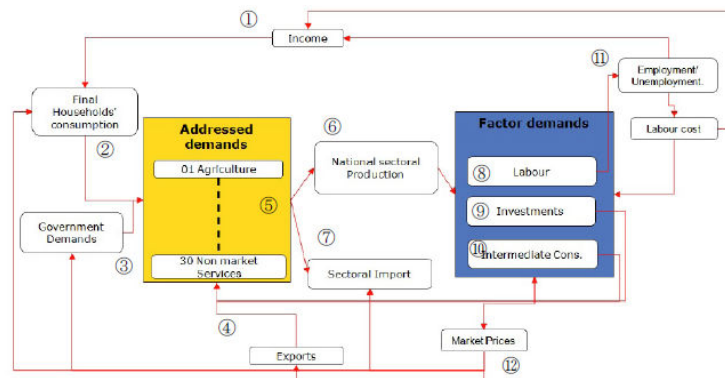 ①
Income
⑪
Employment/
Unemployment.
Final
Households'
consumption
②
Addressed
demands
⑥
Factor demands
Labour cost
01 Agriculture
National sectoral
Production
⑧ Labour
⑤
⑨ Investments
Government
Demands
③
⑦
⑩ Intermediate Cons.
30 Non market
Services
Sectoral Import
④
Market Prices
Exports
⑫